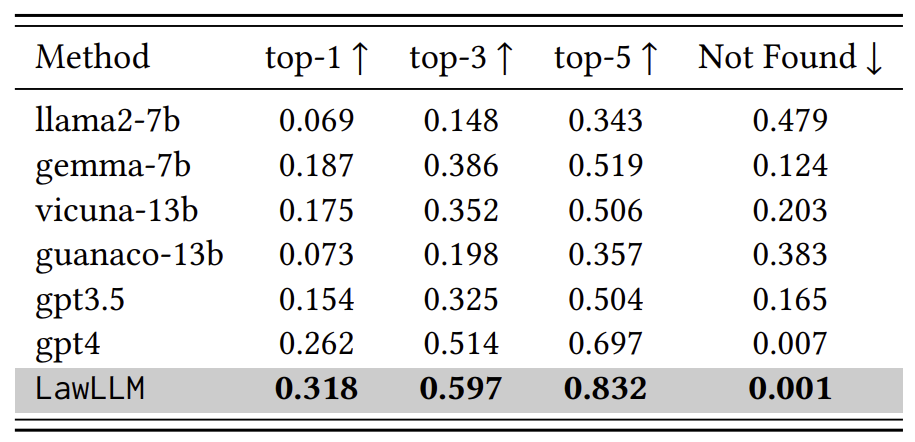 Method top-1 ↑ top-3 ↑ top-5 ↑ Not Found ↓
llama2-7b 0.069 0.148 0.343 0.479
gemma-7b 0.187 0.386 0.519 0.124
vicuna-13b 0.175 0.352 0.506 0.203
guanaco-13b 0.073 0.198 0.357 0.383
gpt3.5 0.154 0.325 0.504 0.165
gpt4 0.262 0.514 0.697 0.007
LawLLM 0.318 0.597 0.832 0.001